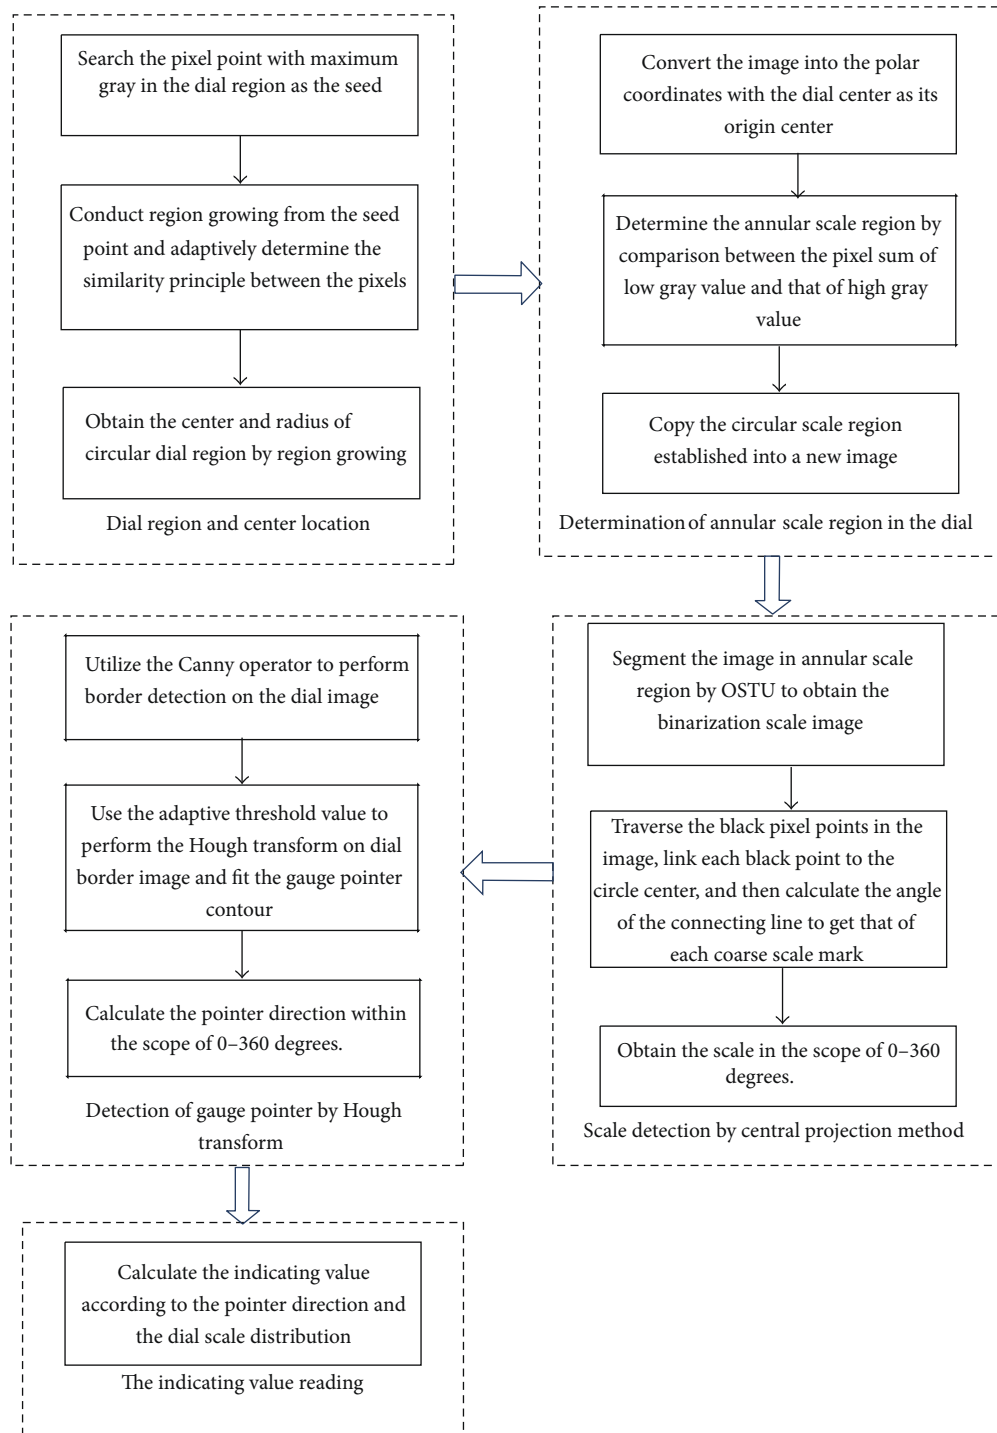 Search the pixel point with maximum
gray in the dial region as the seed
Conduct region growing from the seed
point and adaptively determine the
similarity principle between the pixels
Obtain the center and radius of
circular dial region by region growing
Dial region and center location
Convert the image into the polar
coordinates with the dial center as its
origin center
Determine the annular scale region by
comparison between the pixel sum of
low gray value and that of high gray
value
Copy the circular scale region
established into a new image
Determination of annular scale region in the dial
Segment the image in annular scale
region by OSTU to obtain the
binarization scale image
Traverse the black pixel points in the
image, link each black point to the
circle center, and then calculate the angle
of the connecting line to get that of
each coarse scale mark
Obtain the scale in the scope of 0–360
degrees.
Scale detection by central projection method
Utilize the Canny operator to perform
border detection on the dial image
Use the adaptive threshold value to
perform the Hough transform on dial
border image and fit the gauge pointer
contour
Calculate the pointer direction within
the scope of 0–360 degrees.
Detection of gauge pointer by Hough
transform
Calculate the indicating value
according to the pointer direction and
the dial scale distribution
The indicating value reading